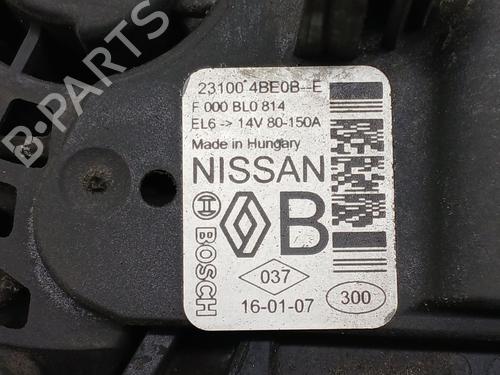 B-PARTS
23100 4BE0B--E
F 000 BL0 814
EL6 -> 14V 80-150A
Made in Hungary
NISSAN
BOSCH
B
037
16-01-07
300